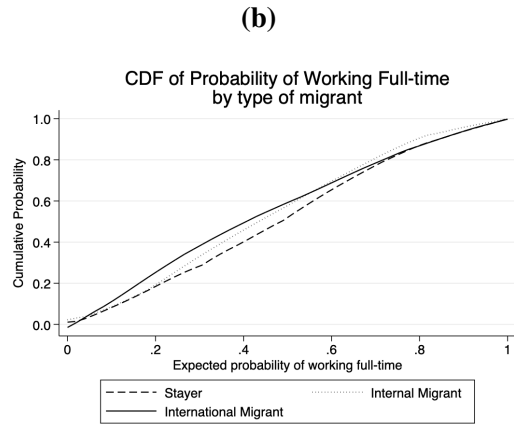 (b)
CDF of Probability of Working Full-time
by type of migrant
Cumulative Probability
1.0
0.8
0.6
0.4
0.2
0.0
0 .2 .4 .6 .8 1
Expected probability of working full-time
Stayer Internal Migrant
International Migrant